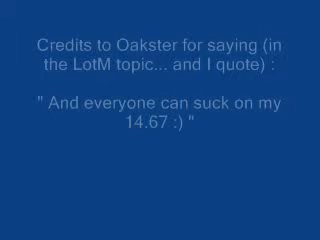 Credits to Oakster for saying (in
the LotM topic... and I quote) :
" And everyone can suck on my
14.67 :) "